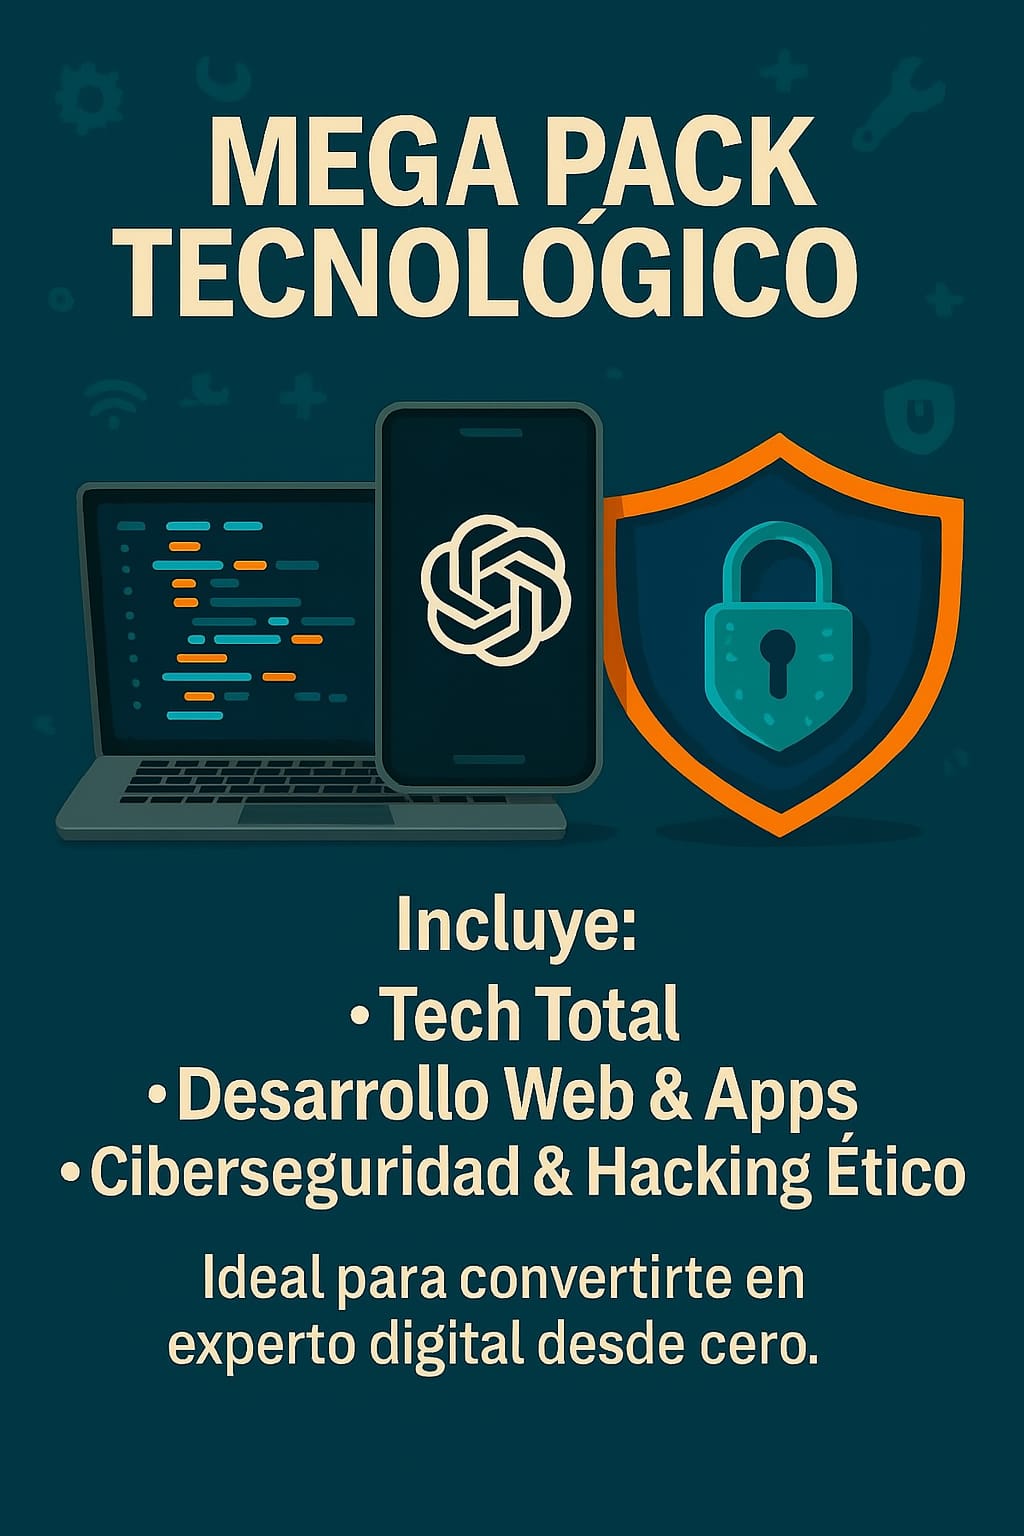 MEGA PACK
TECNOLÓGICO
Incluye:
• Tech Total
• Desarrollo Web & Apps
• Ciberseguridad & Hacking Ético
Ideal para convertirte en
experto digital desde cero.